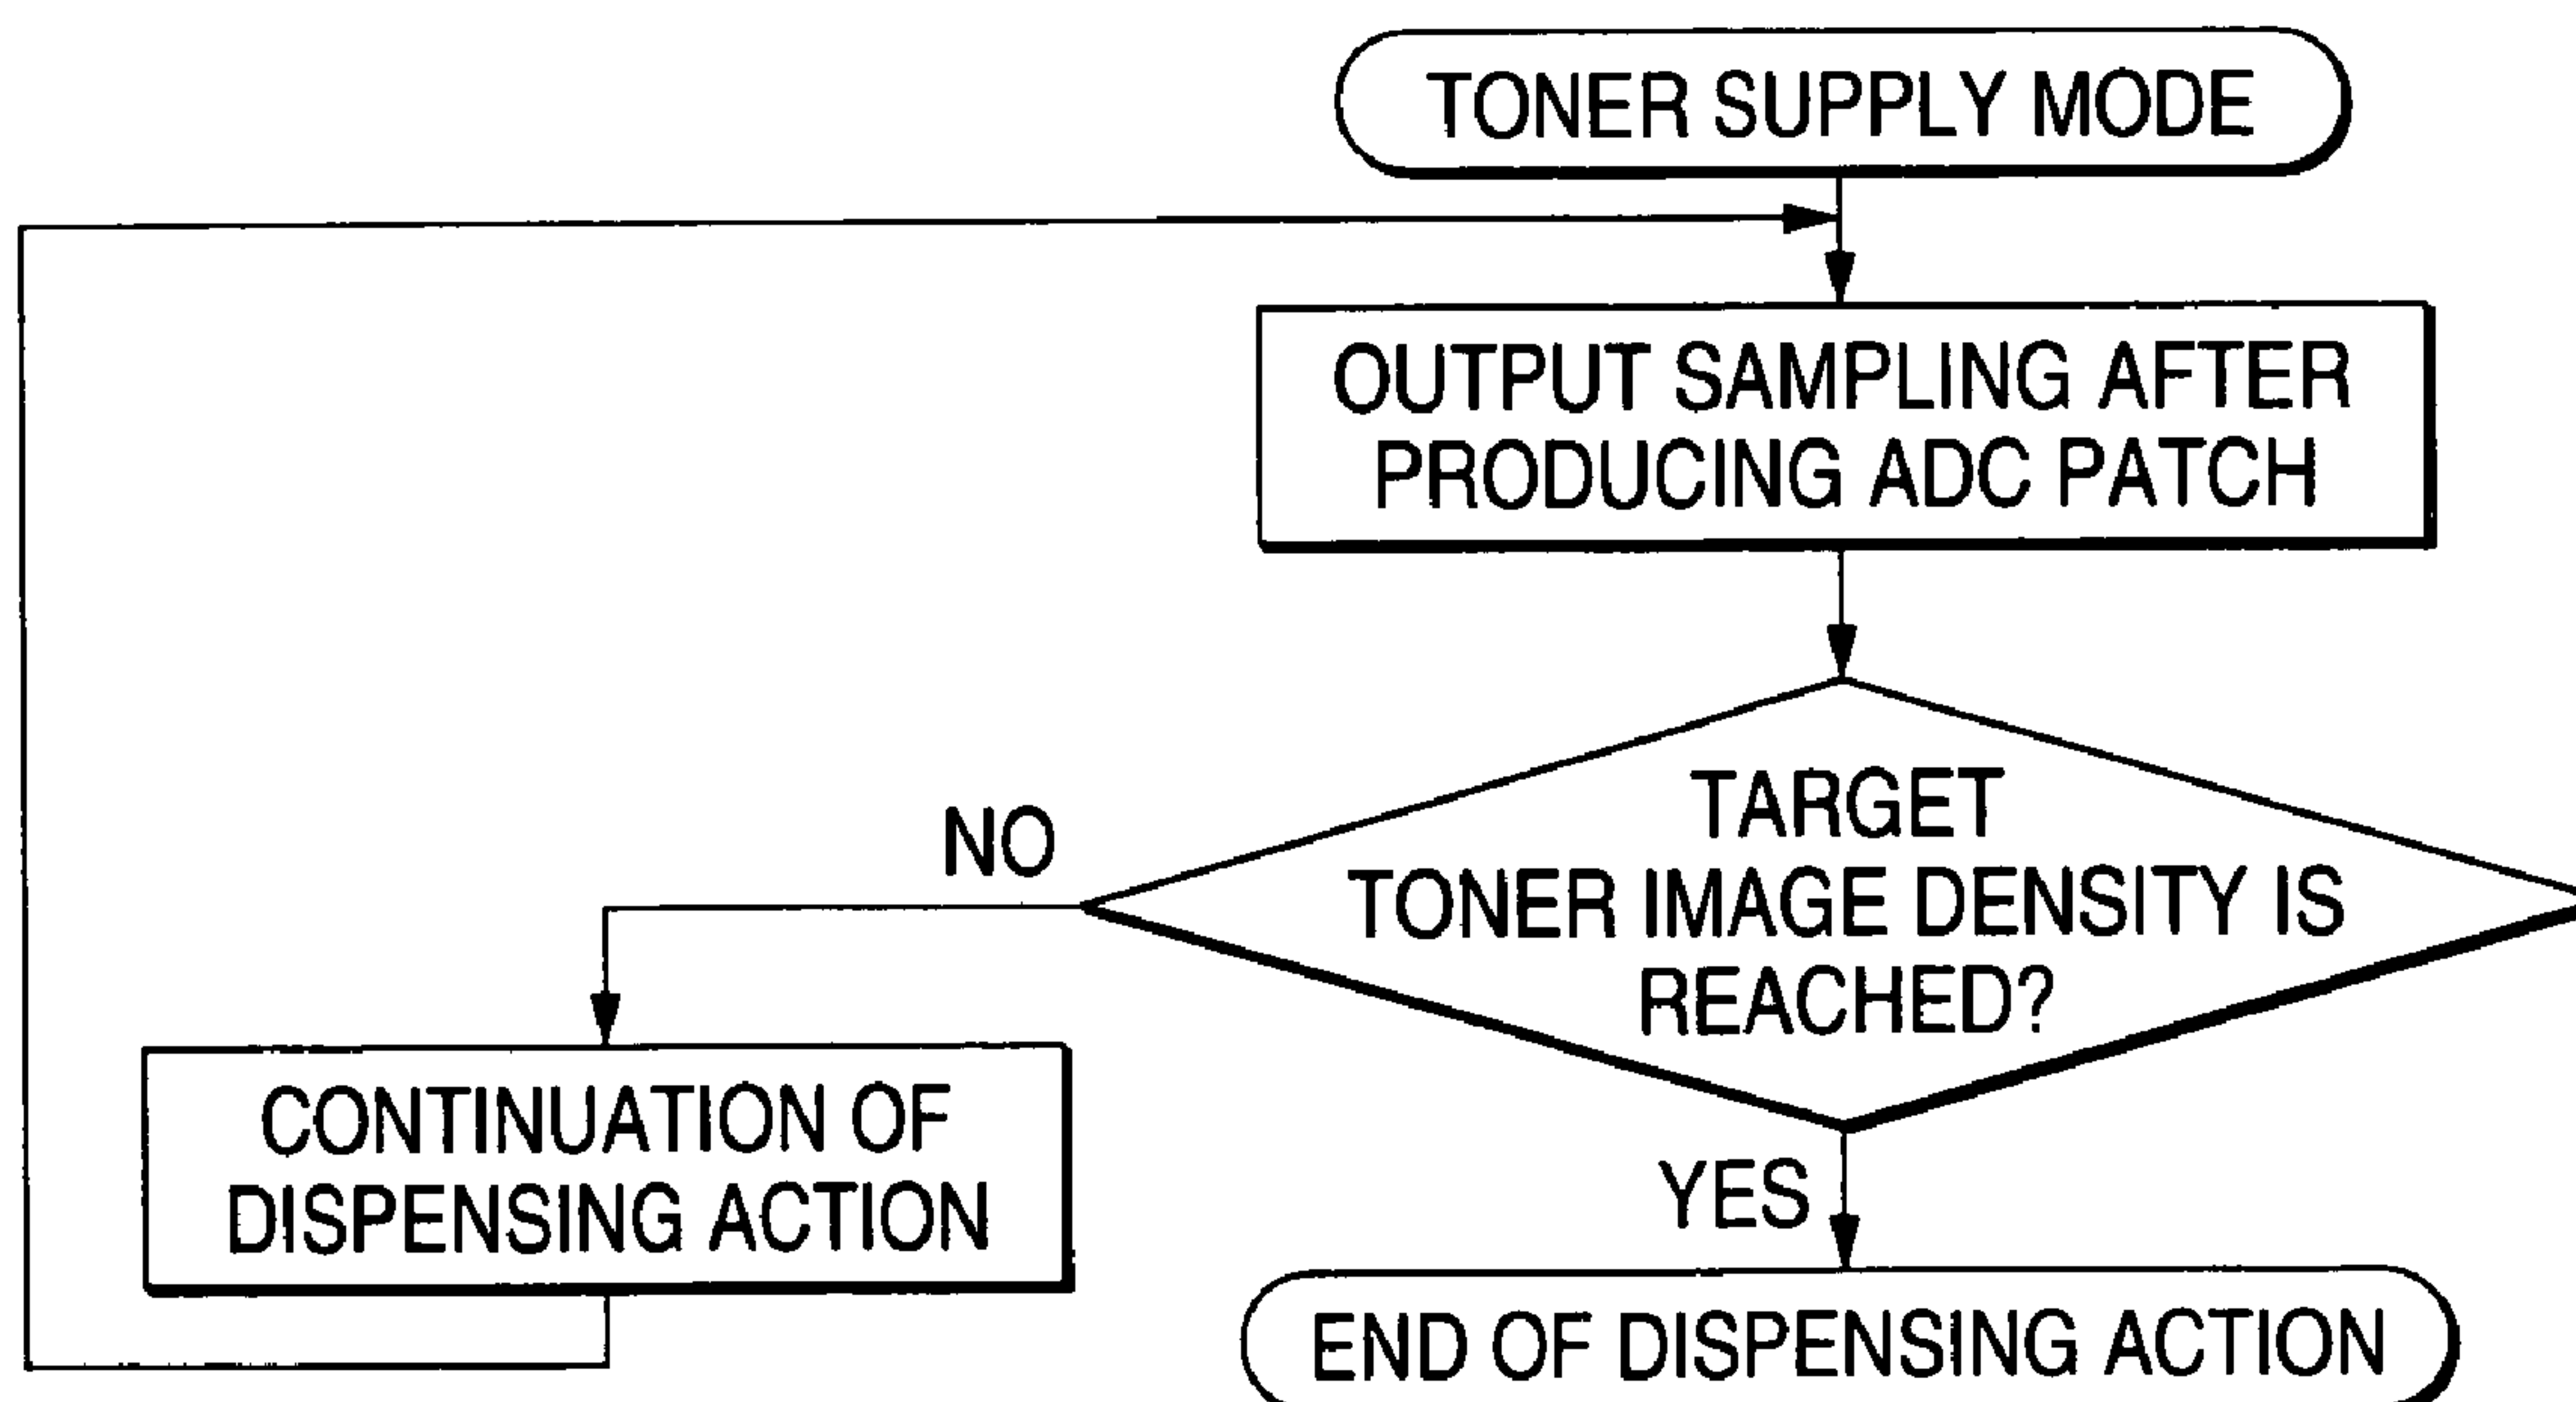 TONER SUPPLY MODE
OUTPUT SAMPLING AFTER
PRODUCING ADC PATCH
TARGET
TONER IMAGE DENSITY IS
REACHED?
NO
CONTINUATION OF
DISPENSING ACTION
YES
END OF DISPENSING ACTION